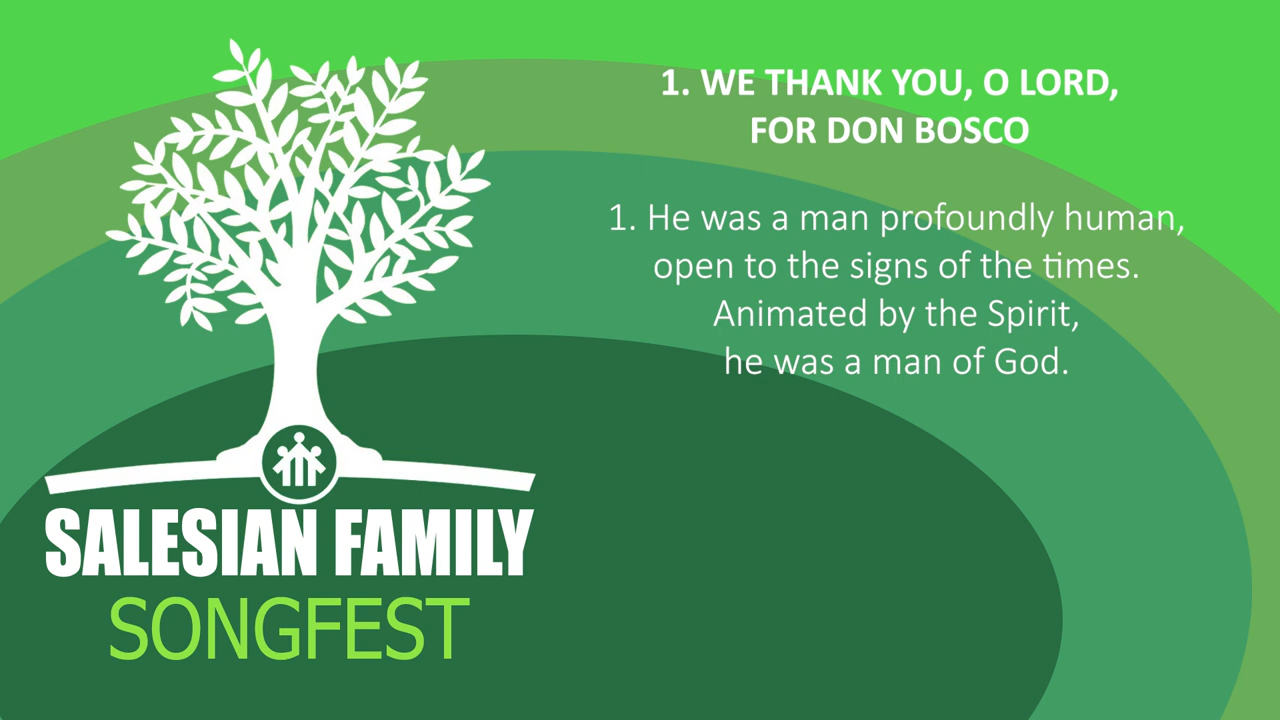 1. WE THANK YOU, O LORD,
FOR DON BOSCO
1. He was a man profoundly human,
open to the signs of the times.
Animated by the Spirit,
he was a man of God.
SALESIAN FAMILY
SONGFEST